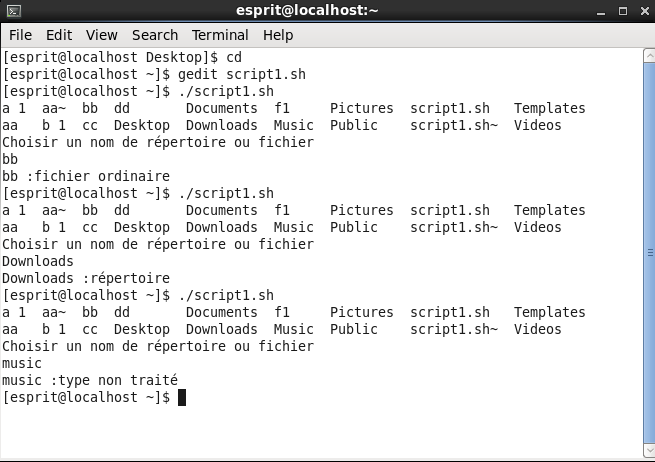 esprit@localhost:~
File Edit View Search Terminal Help
[esprit@localhost Desktop]$ cd
[esprit@localhost ~]$ gedit script1.sh
[esprit@localhost ~]$ ./script1.sh
a 1  aa~  bb  dd       Documents  f1     Pictures  script1.sh   Templates
aa   b 1  cc  Desktop  Downloads  Music  Public    script1.sh~  Videos
Choisir un nom de répertoire ou fichier
bb
bb :fichier ordinaire
[esprit@localhost ~]$ ./script1.sh
a 1  aa~  bb  dd       Documents  f1     Pictures  script1.sh   Templates
aa   b 1  cc  Desktop  Downloads  Music  Public    script1.sh~  Videos
Choisir un nom de répertoire ou fichier
Downloads
Downloads :répertoire
[esprit@localhost ~]$ ./script1.sh
a 1  aa~  bb  dd       Documents  f1     Pictures  script1.sh   Templates
aa   b 1  cc  Desktop  Downloads  Music  Public    script1.sh~  Videos
Choisir un nom de répertoire ou fichier
music
music :type non traité
[esprit@localhost ~]$